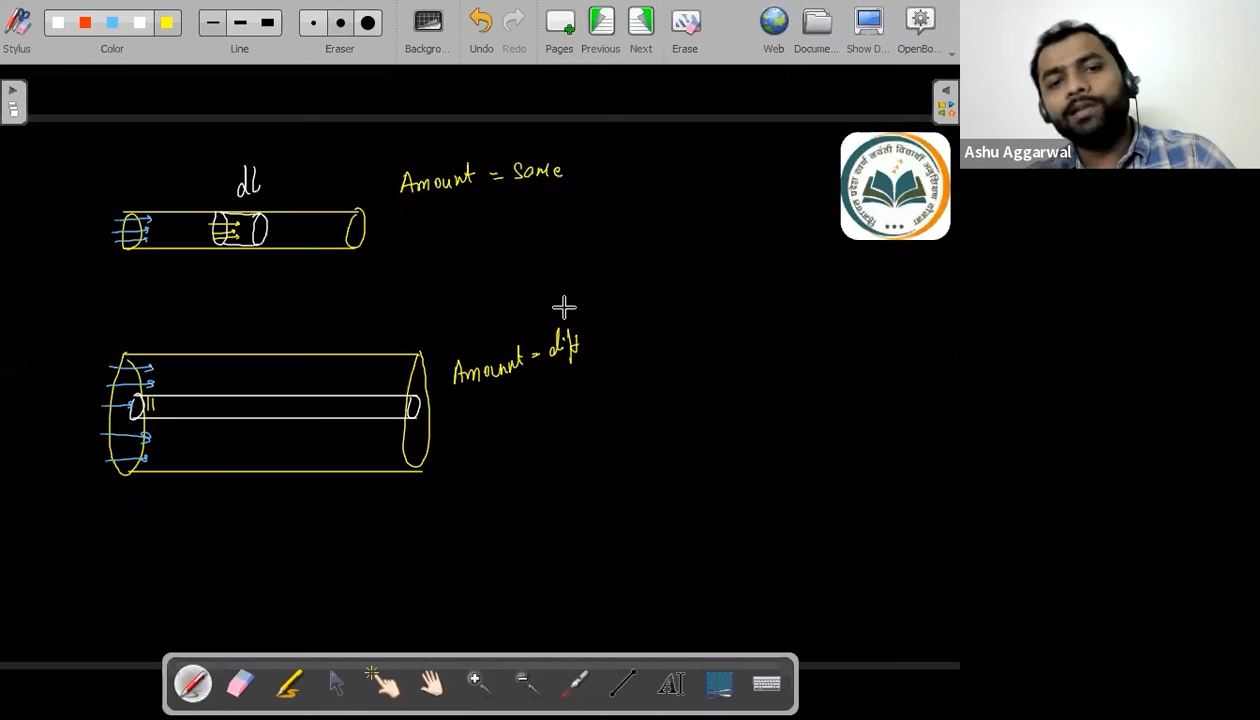 Stylus
Color
Line
Eraser
Backgro...
Undo
Redo
Pages
Previous
Next
Erase
Web
Docume...
Show D...
OpenBo...
Ashu Aggarwal
dl
Amount = Some
Amount = diff